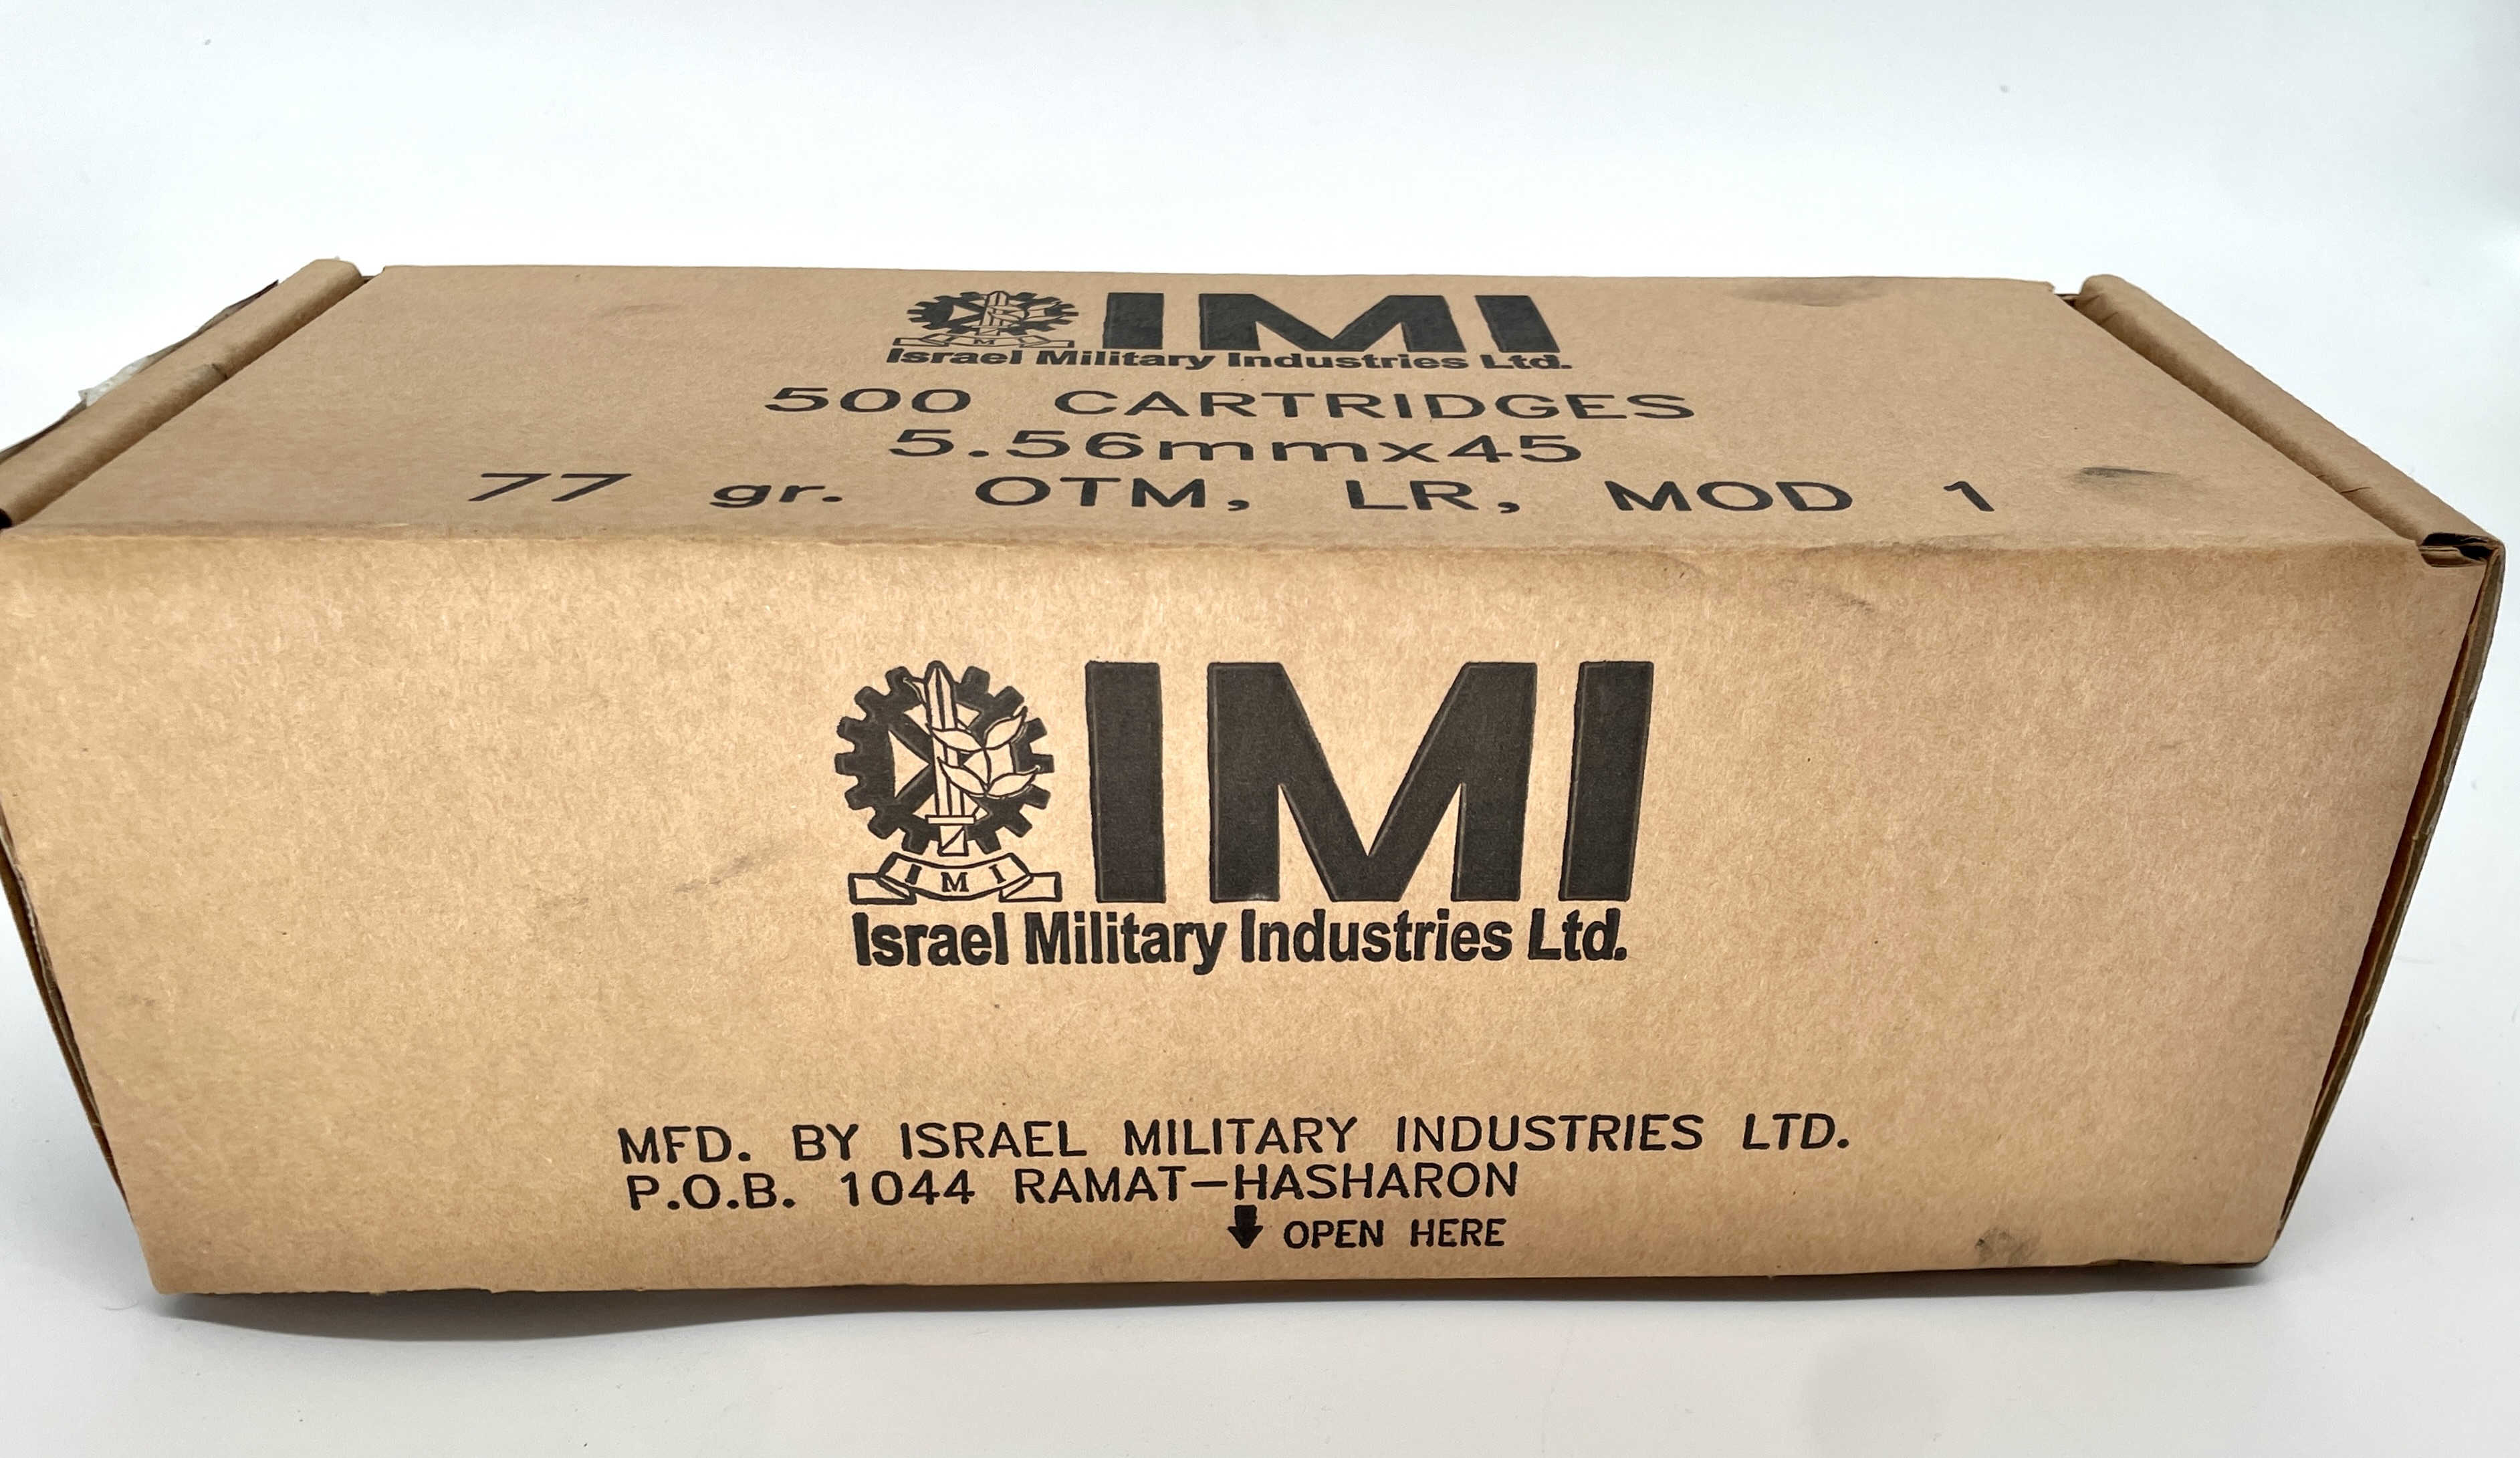 IMI
IMI
Israel Military Industries Ltd.
500 CARTRIDGES
5.56mmx45
77 gr. OTM, LR, MOD 1
IMI
IMI
Israel Military Industries Ltd.
MFD. BY ISRAEL MILITARY INDUSTRIES LTD.
P.O.B. 1044 RAMAT-HASHARON
OPEN HERE